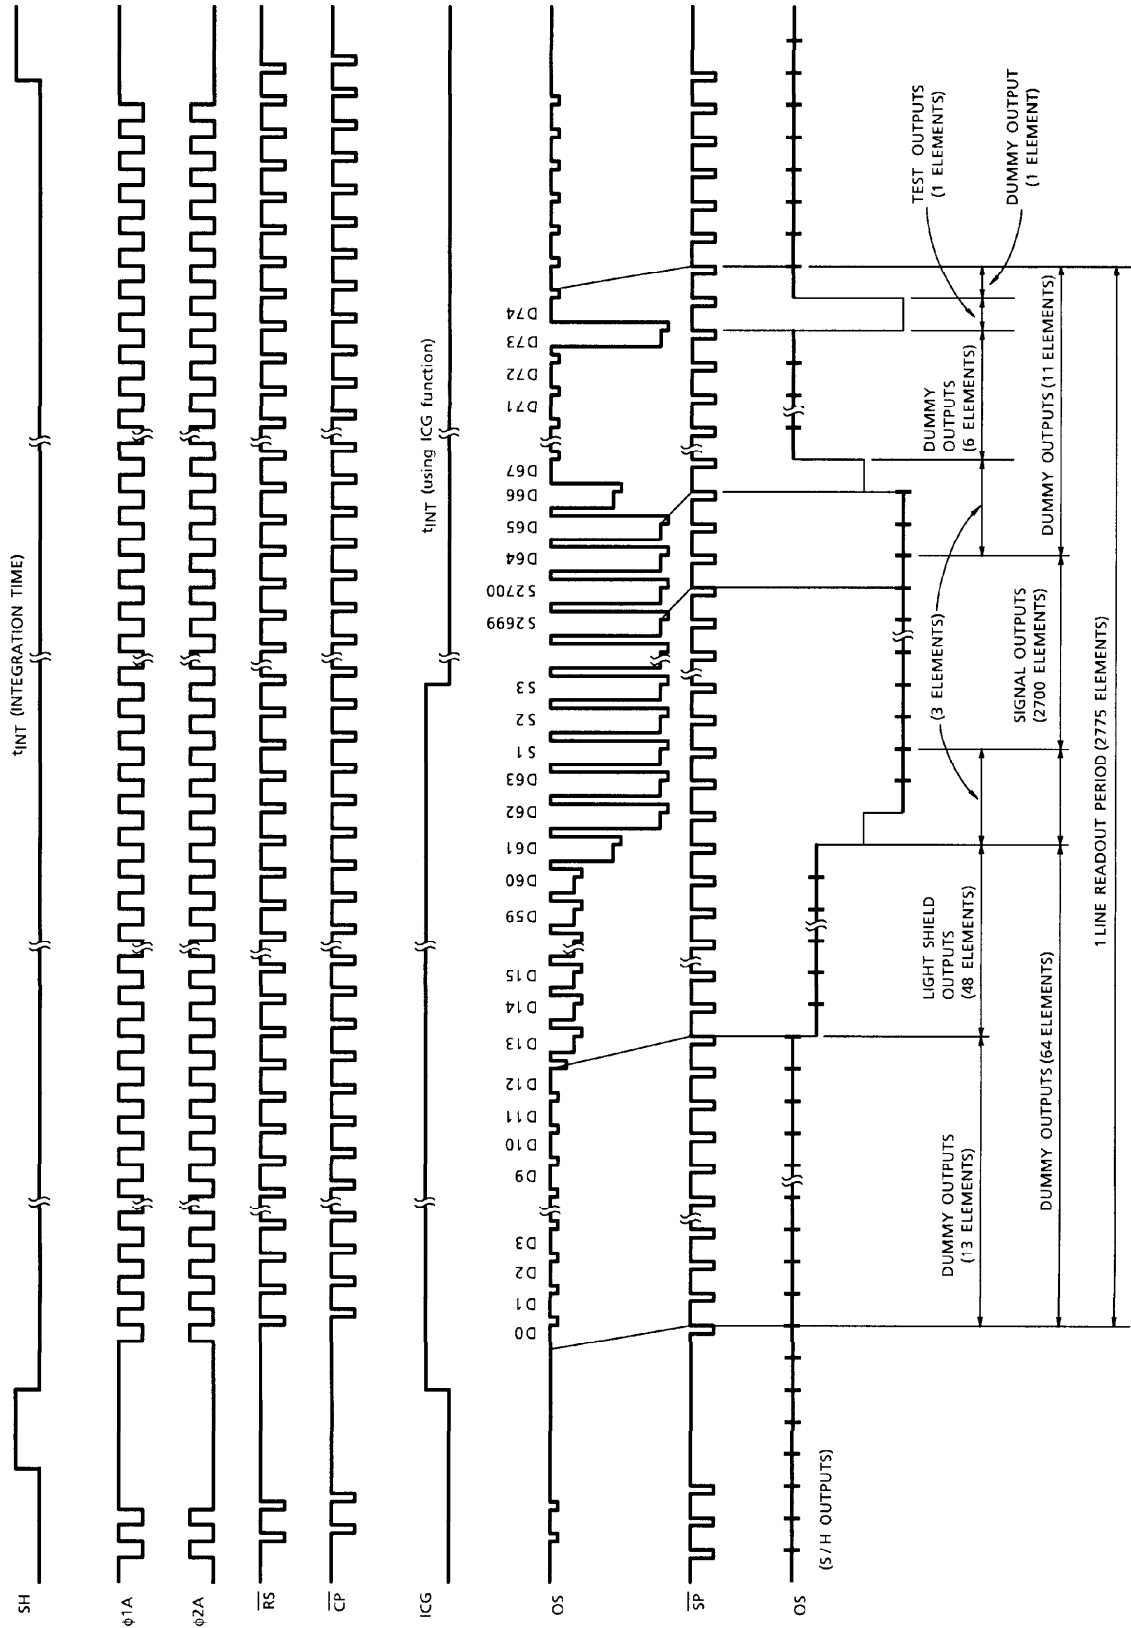 SH
tINT (INTEGRATION TIME)
φ1A
φ2A
RS
CP
ICG
tINT (using ICG function)
OS
D0
D1
D2
D3
D9
D10
D11
D12
D13
D14
D15
D59
D60
D61
D62
D63
S1
S2
S3
S2699
S2700
D64
D65
D66
D67
D71
D72
D73
D74
SP
OS
(S / H OUTPUTS)
DUMMY OUTPUTS
(13 ELEMENTS)
LIGHT SHIELD
OUTPUTS
(48 ELEMENTS)
(3 ELEMENTS)
DUMMY
OUTPUTS
(6 ELEMENTS)
TEST OUTPUTS
(1 ELEMENTS)
DUMMY OUTPUT
(1 ELEMENT)
DUMMY OUTPUTS (64 ELEMENTS)
SIGNAL OUTPUTS
(2700 ELEMENTS)
DUMMY OUTPUTS (11 ELEMENTS)
1 LINE READOUT PERIOD (2775 ELEMENTS)